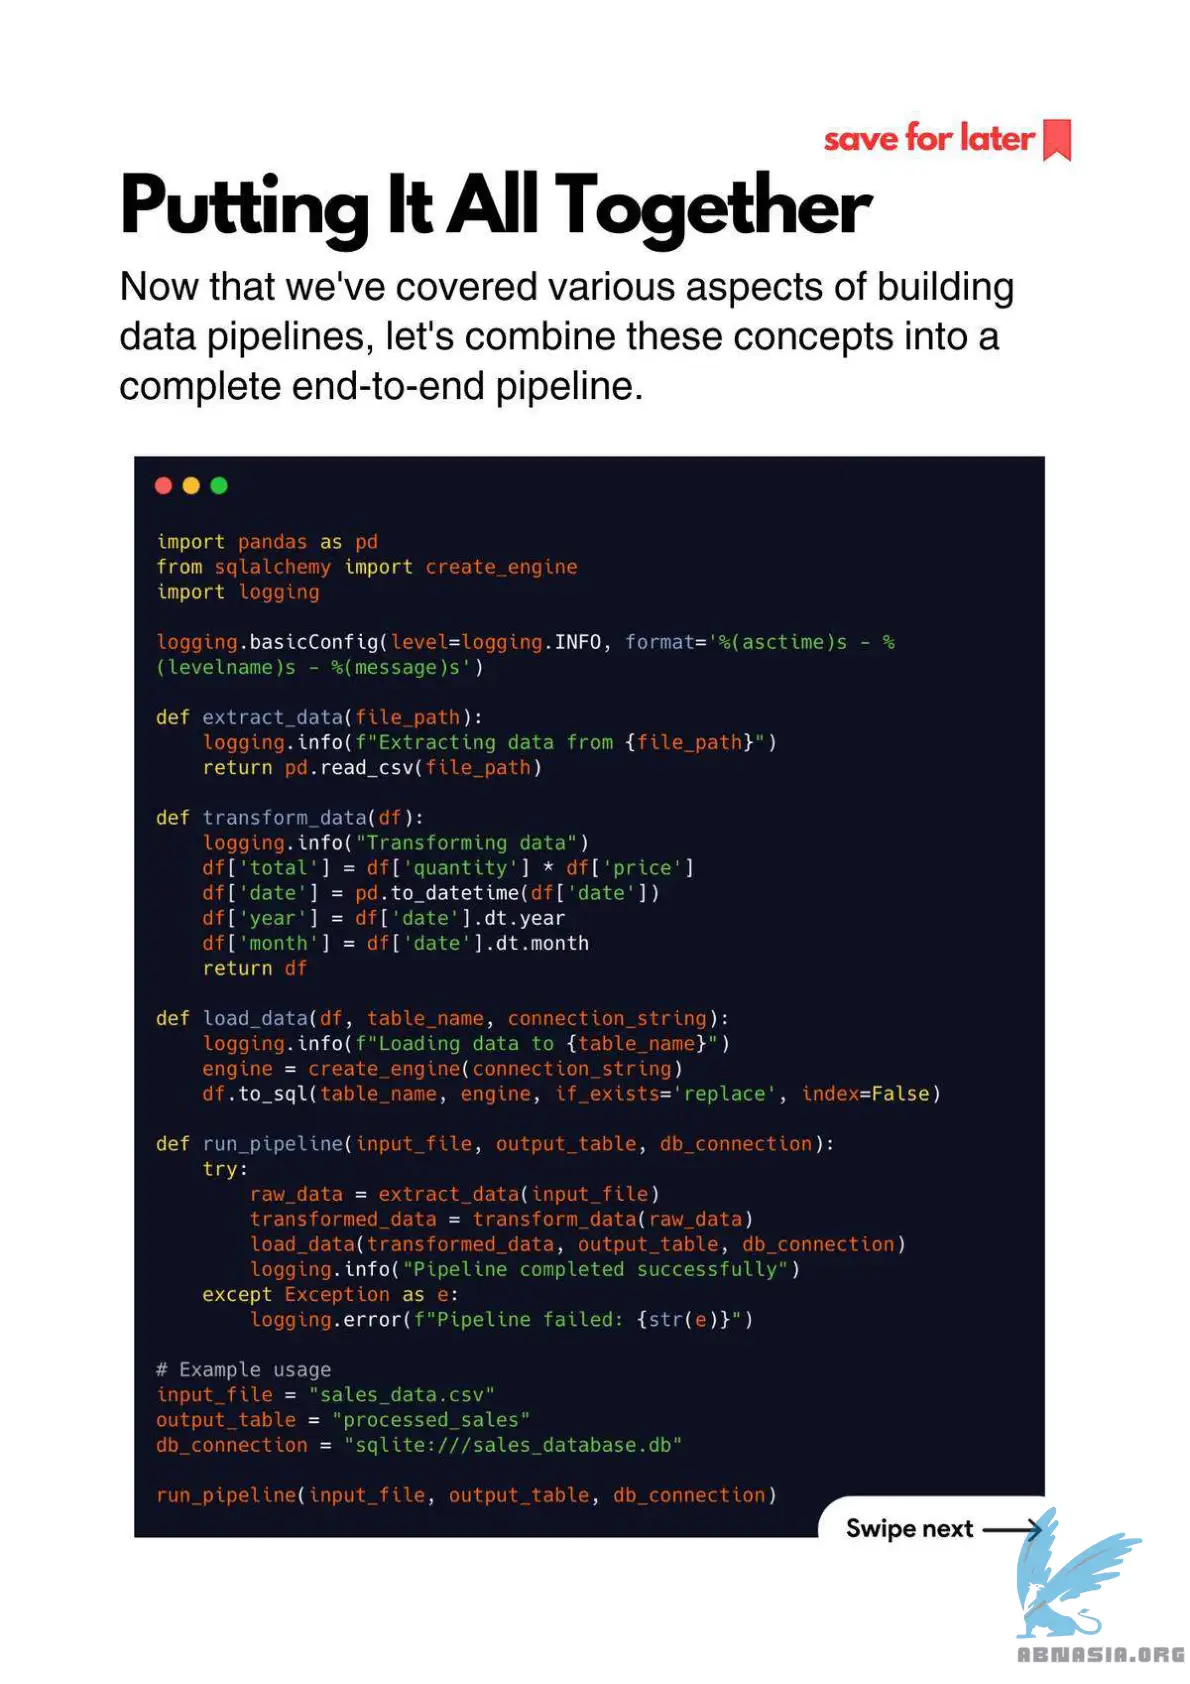 save for later
Putting It All Together
Now that we've covered various aspects of building
data pipelines, let's combine these concepts into a
complete end-to-end pipeline.
import pandas as pd
from sqlalchemy import create_engine
import logging
logging.basicConfig(level=logging.INFO, format='%(asctime)s - %
(levelname)s - %(message)s')
def extract_data(file_path):
    logging.info(f"Extracting data from {file_path}")
    return pd.read_csv(file_path)
def transform_data(df):
    logging.info("Transforming data")
    df['total'] = df['quantity'] * df['price']
    df['date'] = pd.to_datetime(df['date'])
    df['year'] = df['date'].dt.year
    df['month'] = df['date'].dt.month
    return df
def load_data(df, table_name, connection_string):
    logging.info(f"Loading data to {table_name}")
    engine = create_engine(connection_string)
    df.to_sql(table_name, engine, if_exists='replace', index=False)
def run_pipeline(input_file, output_table, db_connection):
    try:
        raw_data = extract_data(input_file)
        transformed_data = transform_data(raw_data)
        load_data(transformed_data, output_table, db_connection)
        logging.info("Pipeline completed successfully")
    except Exception as e:
        logging.error(f"Pipeline failed: {str(e)}")
# Example usage
input_file = "sales_data.csv"
output_table = "processed_sales"
db_connection = "sqlite:///sales_database.db"
run_pipeline(input_file, output_table, db_connection)
Swipe next
ABNASIA.ORG